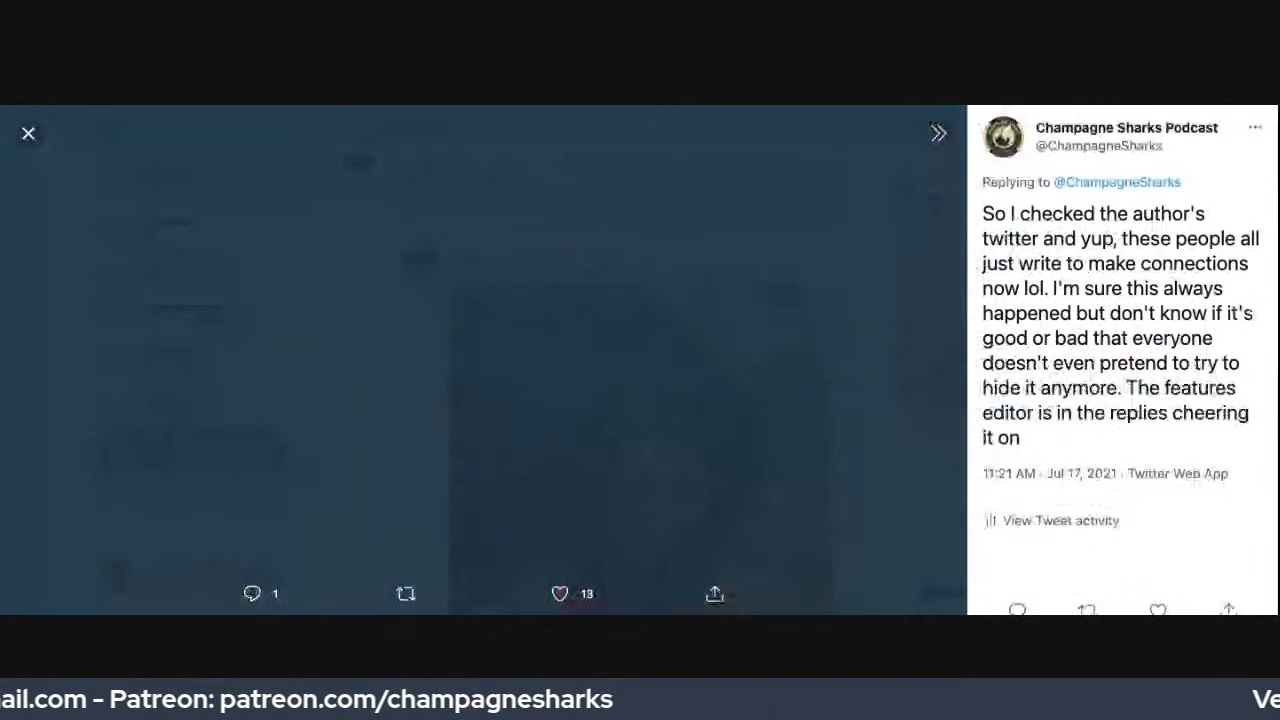 Champagne Sharks Podcast
@ChampagneSharks
Replying to @ChampagneSharks
So I checked the author's
twitter and yup, these people all
just write to make connections
now lol. I'm sure this always
happened but don't know if it's
good or bad that everyone
doesn't even pretend to try to
hide it anymore. The features
editor is in the replies cheering
it on
11:21 AM · Jul 17, 2021 · Twitter Web App
View Tweet activity
1
13
ail.com - Patreon: patreon.com/champagnesharks
Ve